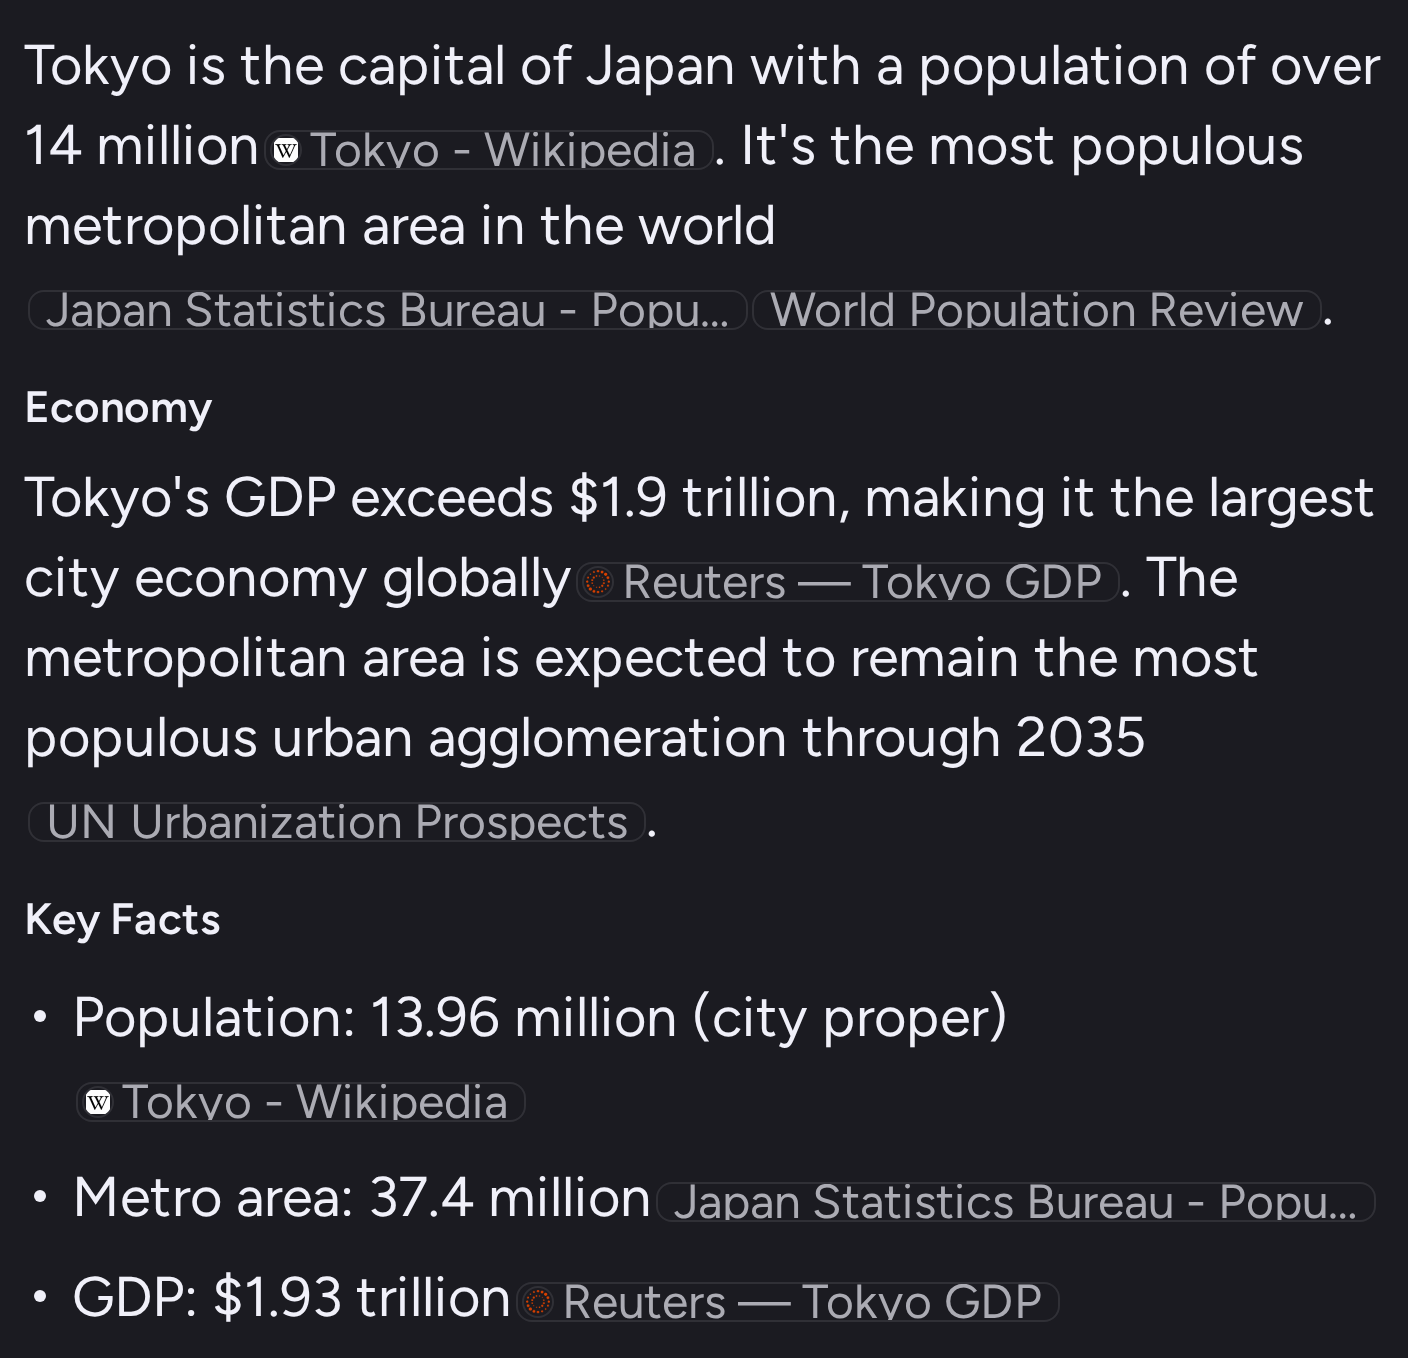 Tokyo is the capital of Japan with a population of over
14 million W Tokyo - Wikipedia. It's the most populous
metropolitan area in the world
Japan Statistics Bureau - Popu... World Population Review.
Economy
Tokyo's GDP exceeds $1.9 trillion, making it the largest
city economy globally Reuters — Tokyo GDP. The
metropolitan area is expected to remain the most
populous urban agglomeration through 2035
UN Urbanization Prospects.
Key Facts
• Population: 13.96 million (city proper)
W Tokyo - Wikipedia
• Metro area: 37.4 million Japan Statistics Bureau - Popu...
• GDP: $1.93 trillion Reuters — Tokyo GDP